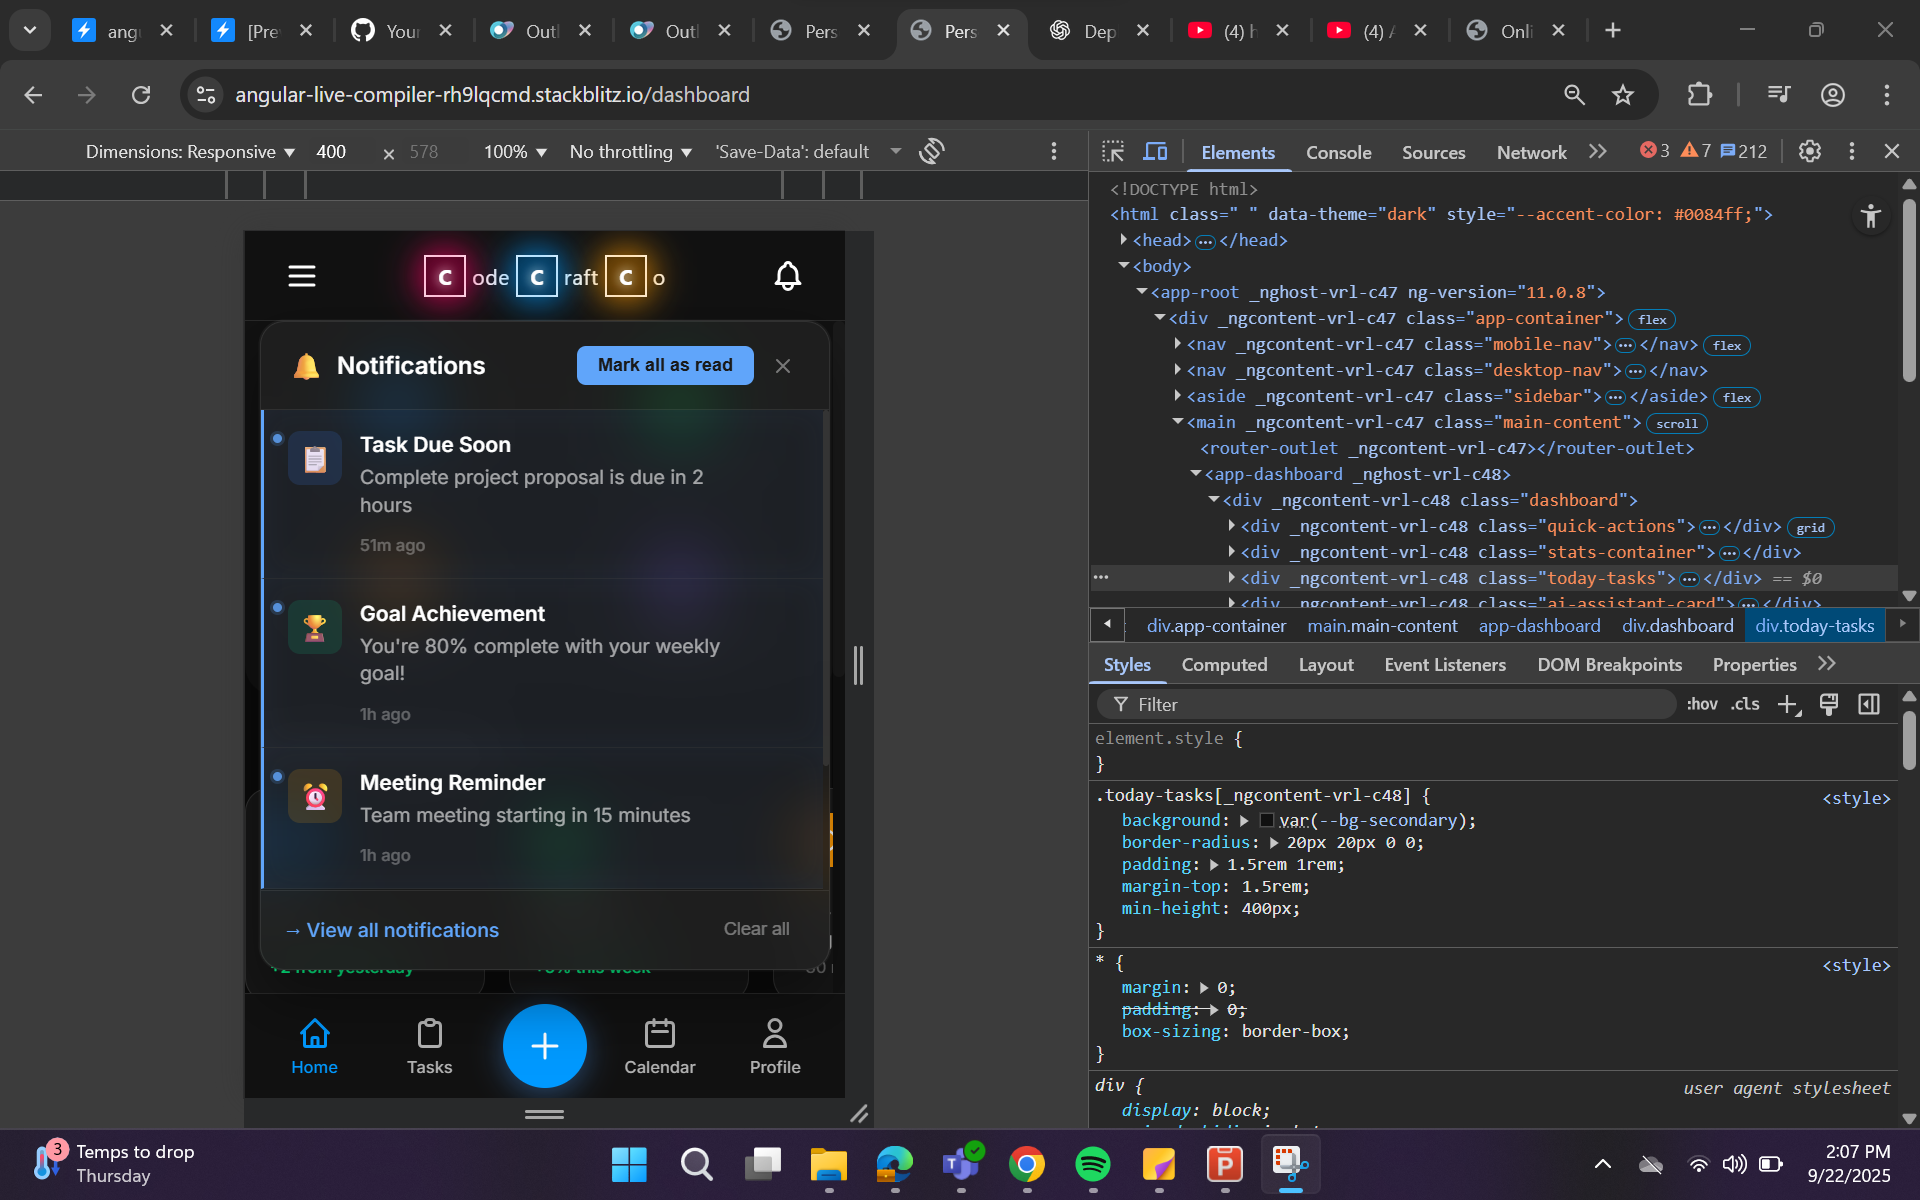 angu
[Prev
Your
Outl
Outl
Pers
Pers
Dep
(4) h
(4) A
Onli
angular-live-compiler-rh9lqcmd.stackblitz.io/dashboard
Dimensions: Responsive 400 × 578 100% No throttling 'Save-Data': default
Elements Console Sources Network 3 7 212
C ode C raft C o
Notifications Mark all as read
Task Due Soon
Complete project proposal is due in 2
hours
51m ago
Goal Achievement
You're 80% complete with your weekly
goal!
1h ago
Meeting Reminder
Team meeting starting in 15 minutes
1h ago
→ View all notifications Clear all
+2 from yesterday
Home Tasks Calendar Profile
<!DOCTYPE html>
<html class=" " data-theme="dark" style="--accent-color: #0084ff;">
<head> ... </head>
<body>
<app-root _nghost-vrl-c47 ng-version="11.0.8">
<div _ngcontent-vrl-c47 class="app-container"> flex
<nav _ngcontent-vrl-c47 class="mobile-nav"> ... </nav> flex
<nav _ngcontent-vrl-c47 class="desktop-nav"> ... </nav>
<aside _ngcontent-vrl-c47 class="sidebar"> ... </aside> flex
<main _ngcontent-vrl-c47 class="main-content"> scroll
<router-outlet _ngcontent-vrl-c47></router-outlet>
<app-dashboard _nghost-vrl-c48>
<div _ngcontent-vrl-c48 class="dashboard">
<div _ngcontent-vrl-c48 class="quick-actions"> ... </div> grid
<div _ngcontent-vrl-c48 class="stats-container"> ... </div>
... <div _ngcontent-vrl-c48 class="today-tasks"> ... </div> == $0
<div _ngcontent-vrl-c48 class="ai-assistant-card"> ... </div>
div.app-container main.main-content app-dashboard div.dashboard div.today-tasks
Styles Computed Layout Event Listeners DOM Breakpoints Properties
Filter :hov .cls
element.style {
}
.today-tasks[_ngcontent-vrl-c48] { <style>
background: var(--bg-secondary);
border-radius: 20px 20px 0 0;
padding: 1.5rem 1rem;
margin-top: 1.5rem;
min-height: 400px;
}
* { <style>
margin: 0;
padding: 0;
box-sizing: border-box;
}
div { user agent stylesheet
display: block;
3 Temps to drop
Thursday
2:07 PM
9/22/2025